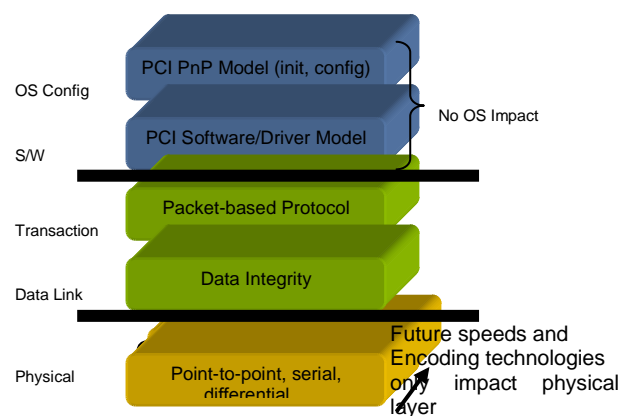 PCI PnP Model (init, config)
OS Config
No OS Impact
PCI Software/Driver Model
S/W
Packet-based Protocol
Transaction
Data Integrity
Data Link
Future speeds and
Encoding technologies
only impact physical
layer
Physical
Point-to-point, serial,
differential